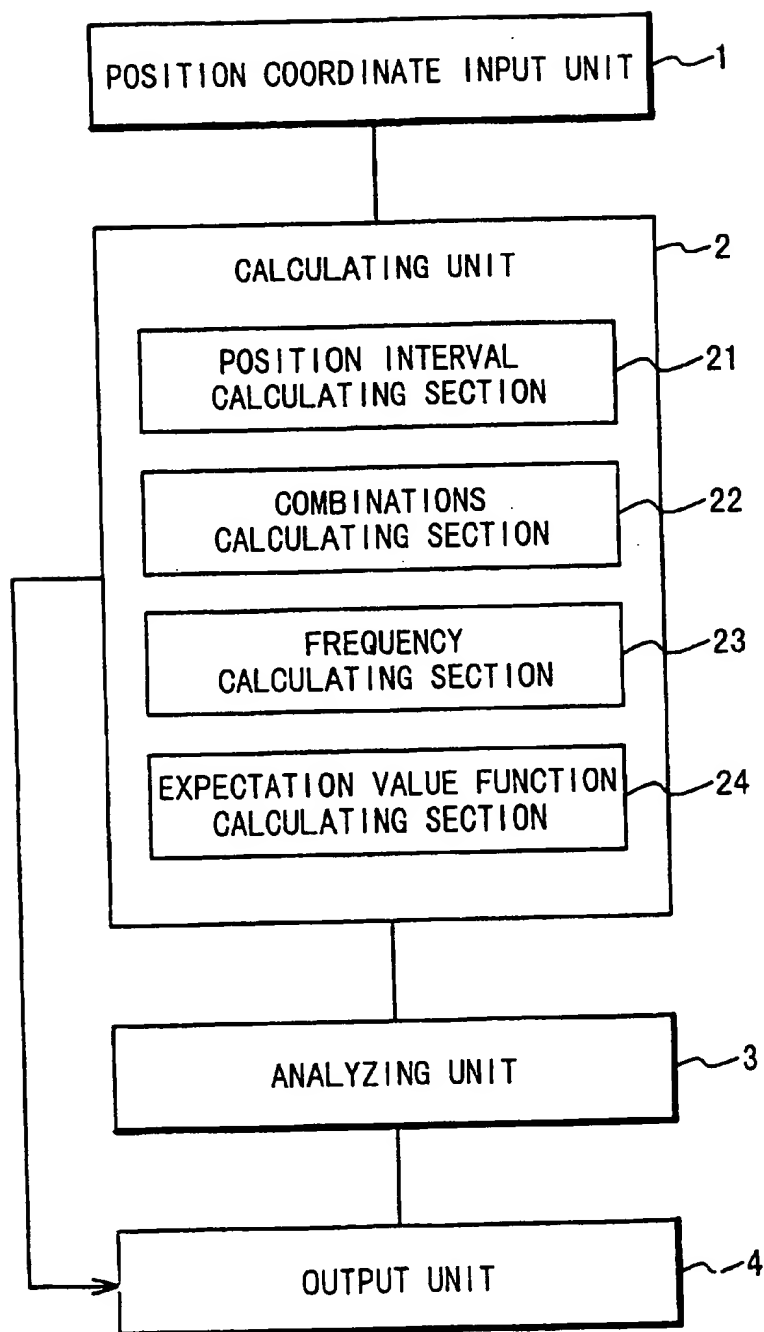 POSITION COORDINATE INPUT UNIT
1
CALCULATING UNIT
2
POSITION INTERVAL
CALCULATING SECTION
21
COMBINATIONS
CALCULATING SECTION
22
FREQUENCY
CALCULATING SECTION
23
EXPECTATION VALUE FUNCTION
CALCULATING SECTION
24
ANALYZING UNIT
3
OUTPUT UNIT
4